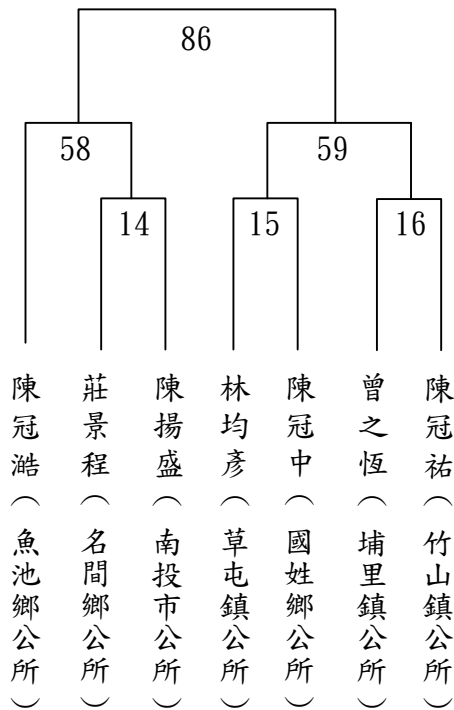 86
58
59
14
15
16
陳冠澔（魚池鄉公所）
莊景程（名間鄉公所）
陳揚盛（南投市公所）
林均彥（草屯鎮公所）
陳冠中（國姓鄉公所）
曾之恆（埔里鎮公所）
陳冠祐（竹山鎮公所）